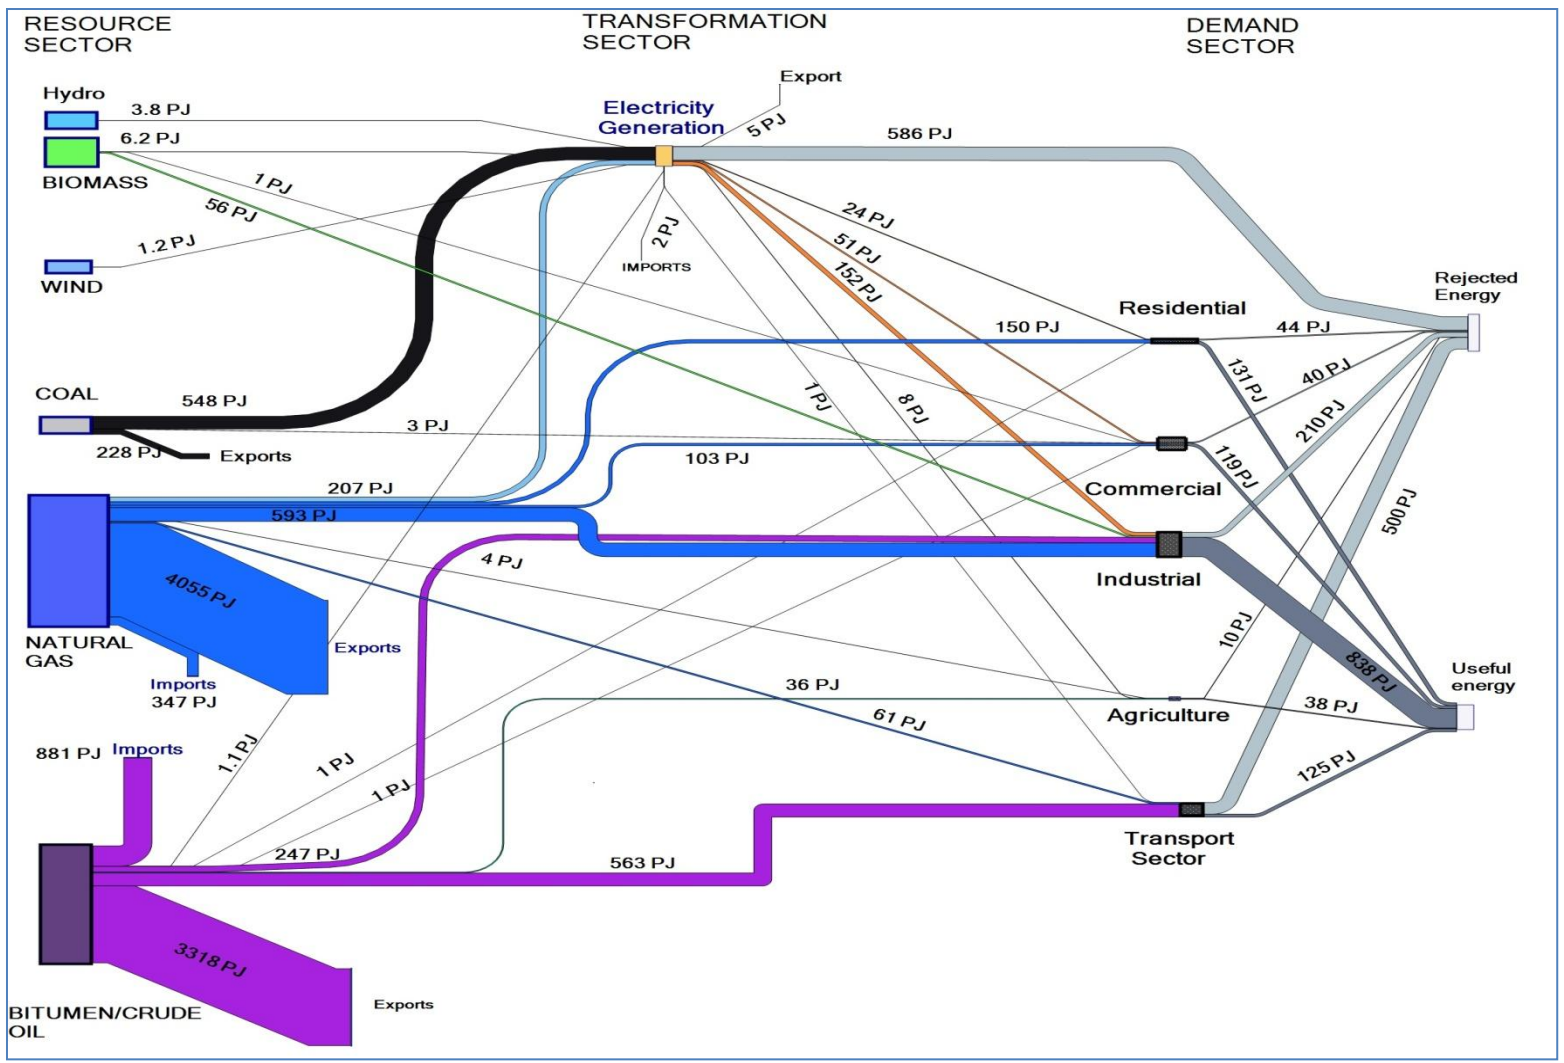 RESOURCE
SECTOR
TRANSFORMATION
SECTOR
DEMAND
SECTOR
Hydro
3.8 PJ
6.2 PJ
BIOMASS
1 PJ
56 PJ
1.2 PJ
WIND
Electricity
Generation
Export
5 PJ
586 PJ
2 PJ
IMPORTS
24 PJ
51 PJ
152 PJ
Residential
150 PJ
44 PJ
131 PJ
Rejected
Energy
COAL
548 PJ
3 PJ
228 PJ
Exports
1 PJ
8 PJ
40 PJ
210 PJ
119 PJ
103 PJ
Commercial
207 PJ
593 PJ
500 PJ
4 PJ
Industrial
4055 PJ
NATURAL
GAS
Exports
Imports
347 PJ
10 PJ
838 PJ
Useful
energy
36 PJ
61 PJ
Agriculture
38 PJ
881 PJ
Imports
1.1 PJ
1 PJ
1 PJ
125 PJ
247 PJ
563 PJ
Transport
Sector
3318 PJ
Exports
BITUMEN/CRUDE
OIL